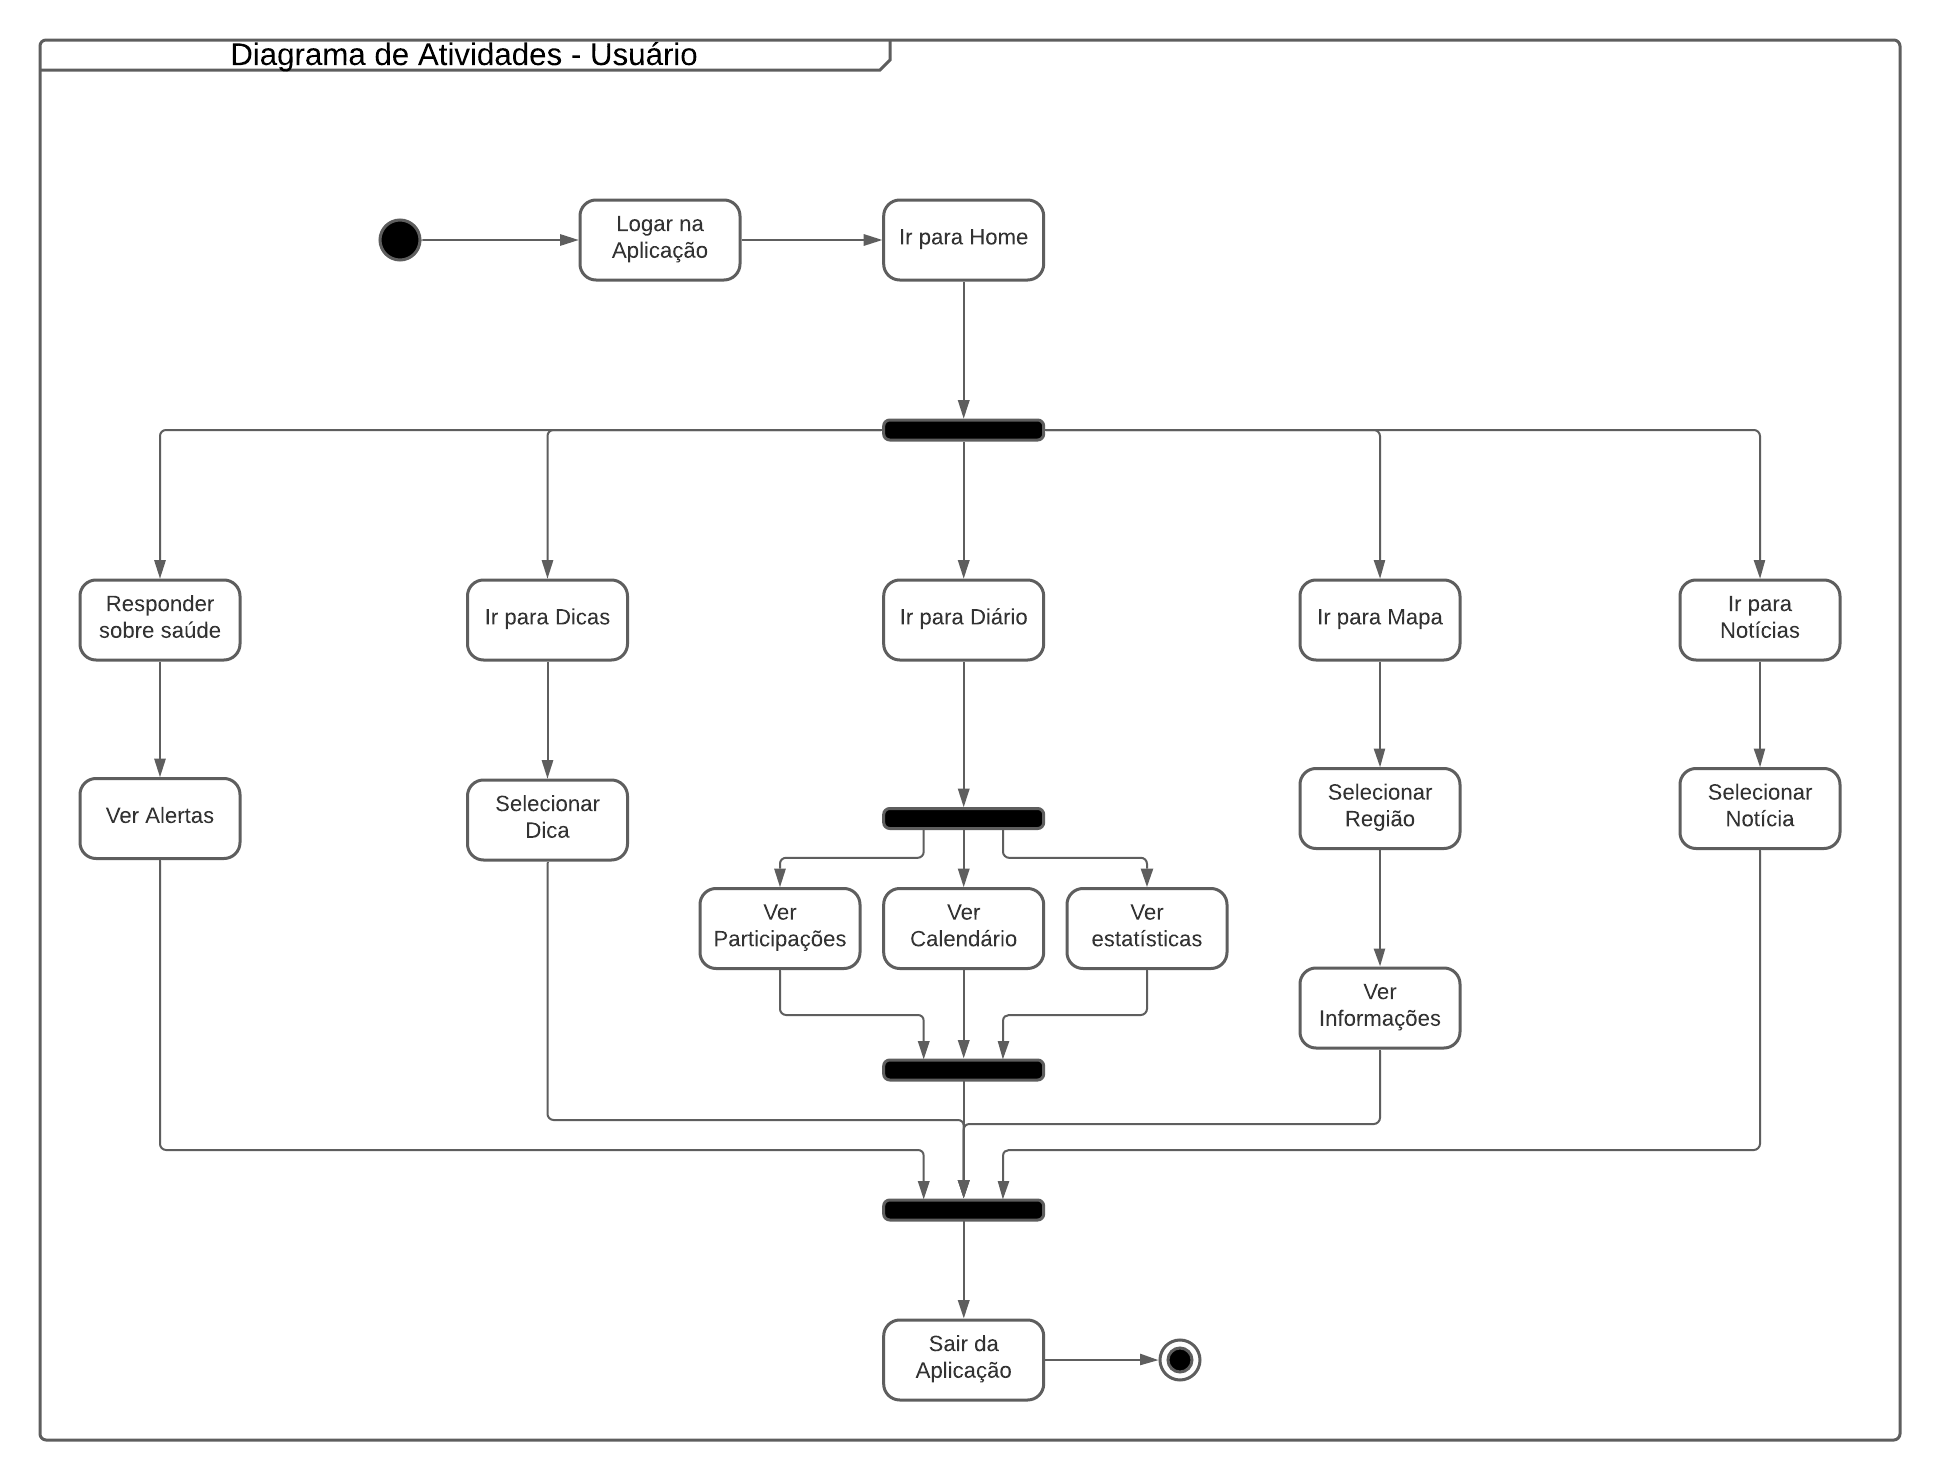 Diagrama de Atividades - Usuário
Logar na
Aplicação
Ir para Home
Responder
sobre saúde
Ir para Dicas
Ir para Diário
Ir para Mapa
Ir para
Notícias
Ver Alertas
Selecionar
Dica
Selecionar
Região
Selecionar
Notícia
Ver
Participações
Ver
Calendário
Ver
estatísticas
Ver
Informações
Sair da
Aplicação